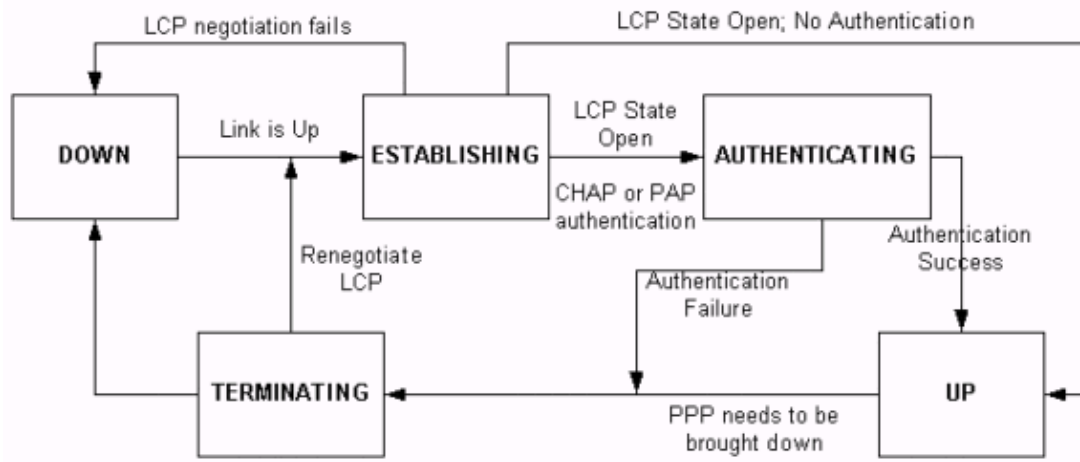 LCP negotiation fails
LCP State Open; No Authentication
DOWN
Link is Up
ESTABLISHING
LCP State
Open
CHAP or PAP
authentication
AUTHENTICATING
Renegotiate
LCP
Authentication
Failure
Authentication
Success
TERMINATING
PPP needs to be
brought down
UP